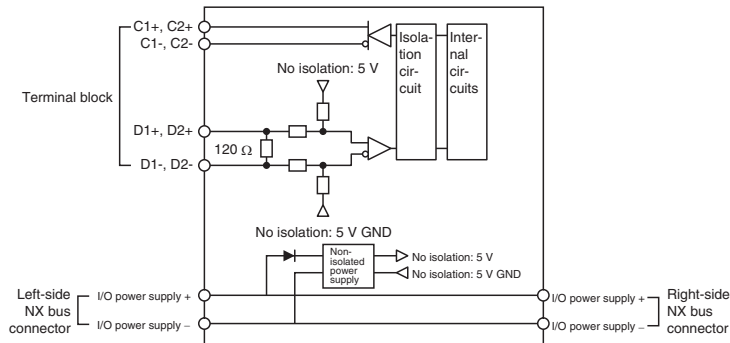 C1+, C2+
C1-, C2-
Isola-
tion
cir-
cuit
Inter-
nal
cir-
cuits
No isolation: 5 V
Terminal block
D1+, D2+
120 Ω
D1-, D2-
No isolation: 5 V GND
Non-
isolated
power
supply
No isolation: 5 V
No isolation: 5 V GND
Left-side
NX bus
connector
I/O power supply +
I/O power supply −
I/O power supply +
I/O power supply −
Right-side
NX bus
connector